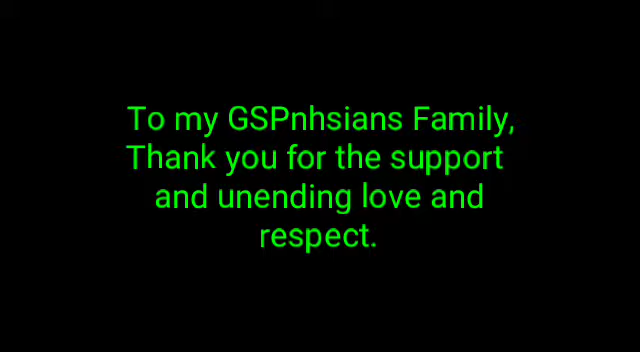 To my GSPnhsians Family,
Thank you for the support
and unending love and
respect.